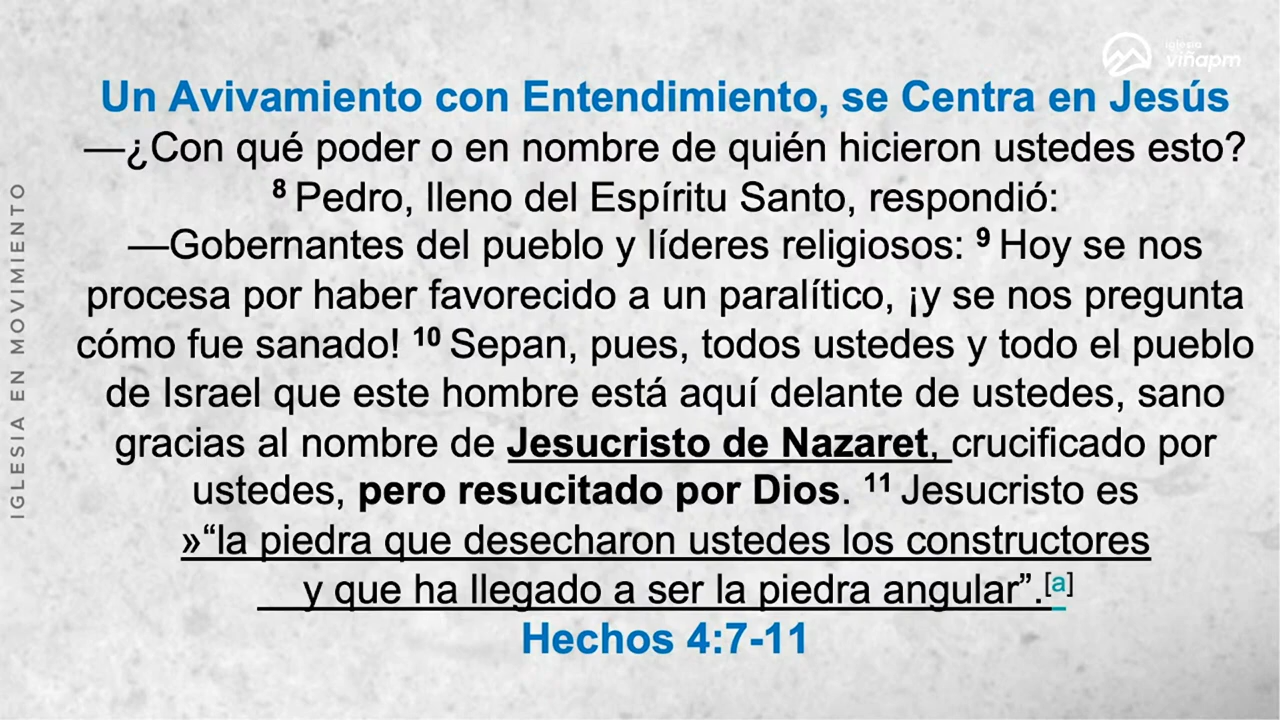 iglesia
viñapm
Un Avivamiento con Entendimiento, se Centra en Jesús
—¿Con qué poder o en nombre de quién hicieron ustedes esto?
8 Pedro, lleno del Espíritu Santo, respondió:
—Gobernantes del pueblo y líderes religiosos: 9 Hoy se nos
procesa por haber favorecido a un paralítico, ¡y se nos pregunta
cómo fue sanado! 10 Sepan, pues, todos ustedes y todo el pueblo
de Israel que este hombre está aquí delante de ustedes, sano
gracias al nombre de Jesucristo de Nazaret, crucificado por
ustedes, pero resucitado por Dios. 11 Jesucristo es
»“la piedra que desecharon ustedes los constructores
y que ha llegado a ser la piedra angular”.[a]
Hechos 4:7-11
IGLESIA EN MOVIMIENTO